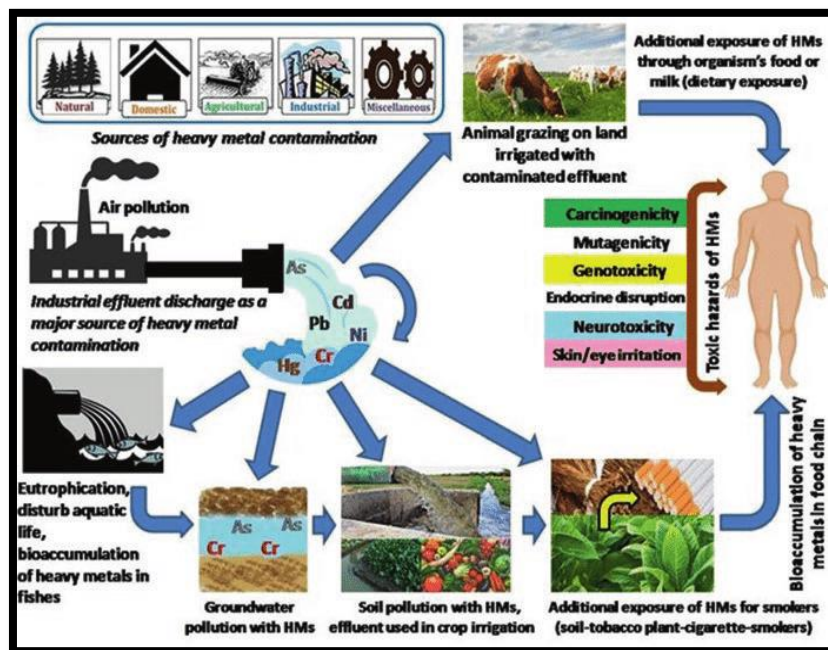 Natural
Domestic
Agricultural
Industrial
Miscellaneous
Sources of heavy metal contamination
Additional exposure of HMs
through organism's food or
milk (dietary exposure)
Animal grazing on land
irrigated with
contaminated effluent
Air pollution
Industrial effluent discharge as a
major source of heavy metal
contamination
As
Cd
Pb
Ni
Cr
Hg
Carcinogenicity
Mutagenicity
Genotoxicity
Endocrine disruption
Neurotoxicity
Skin/eye irritation
Toxic hazards of HMs
Eutrophication,
disturb aquatic
life,
bioaccumulation
of heavy metals in
fishes
As As
Cr Cr
Groundwater
pollution with HMs
Soil pollution with HMs,
effluent used in crop irrigation
Additional exposure of HMs for smokers
(soil-tobacco plant-cigarette-smokers)
Bioaccumulation of heavy
metals in food chain